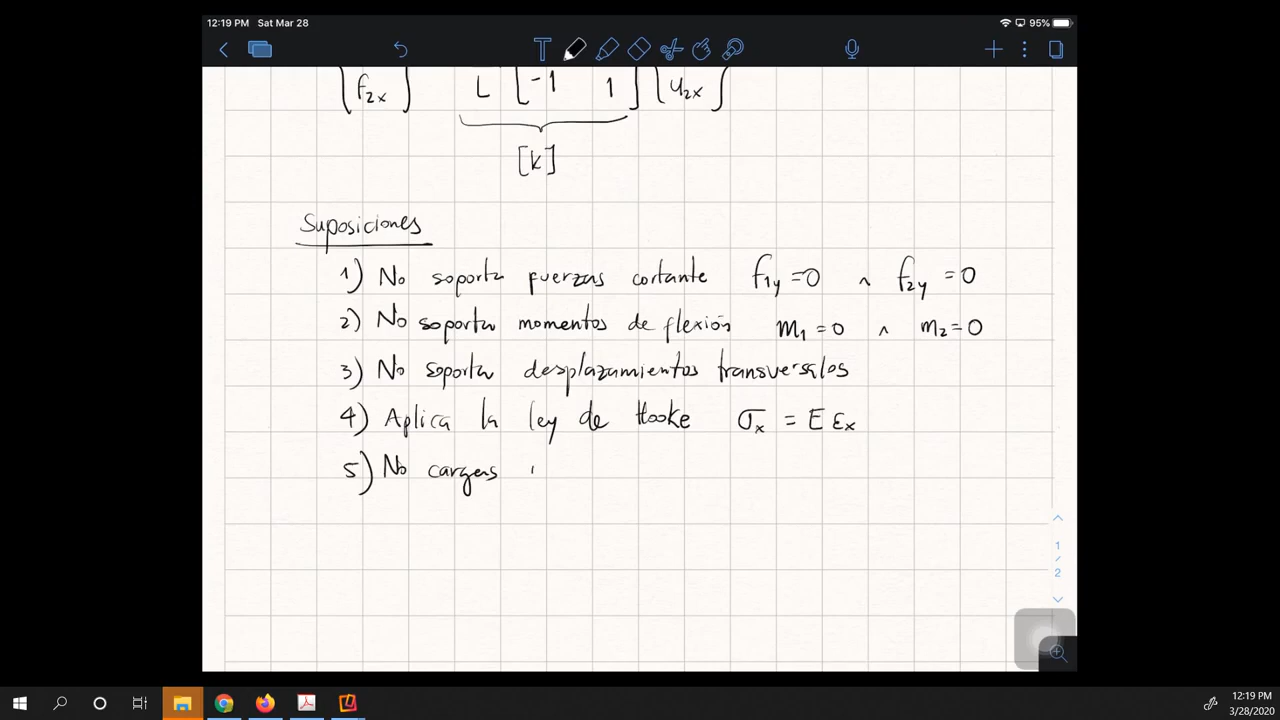 12:19 PM Sat Mar 28 95%
f2x L -1 1 u2x
[k]
Suposiciones
1) No soporta fuerzas cortante f1y =0 ^ f2y =0
2) No soporta momentos de flexión m1 =0 ^ m2=0
3) No soporta desplazamientos transversales
4) Aplica la ley de Hooke σx = E εx
5) No cargas
1
/
2
12:19 PM
3/28/2020